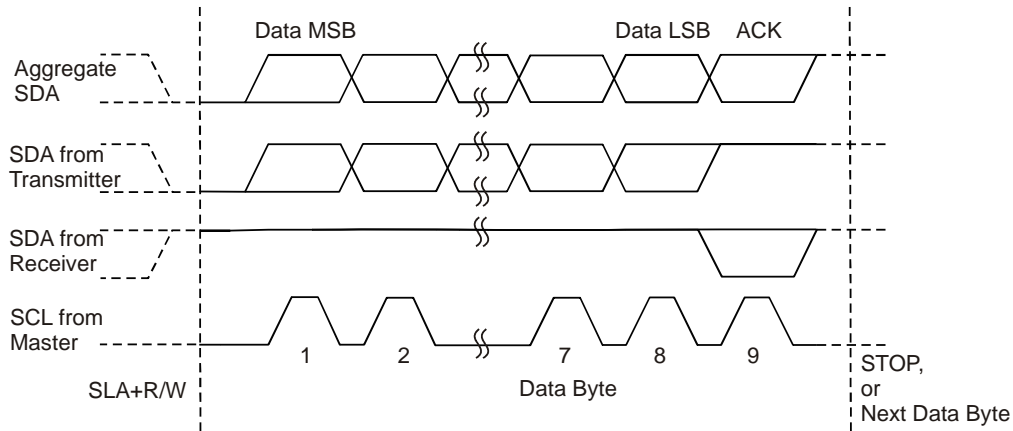 Data MSB
Data LSB
ACK
Aggregate
SDA
SDA from
Transmitter
SDA from
Receiver
SCL from
Master
1
2
7
8
9
SLA+R/W
Data Byte
STOP,
or
Next Data Byte